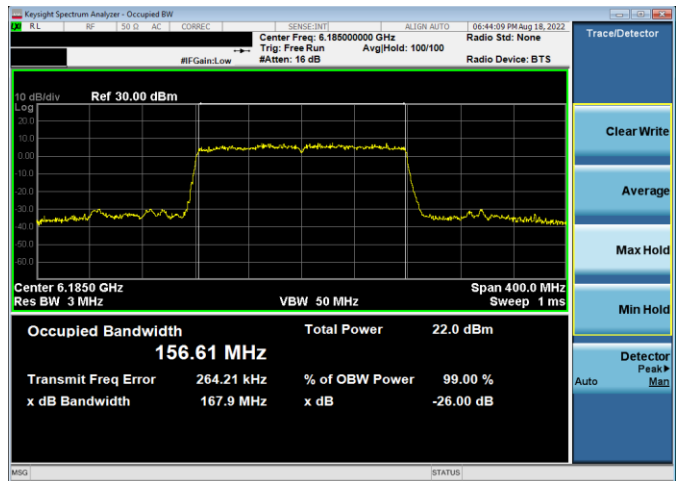 Keysight Spectrum Analyzer - Occupied BW
RL RF 50 Ω AC CORREC SENSE:INT ALIGN AUTO 06:44:09 PM Aug 18, 2022
Center Freq: 6.185000000 GHz Radio Std: None
Trig: Free Run Avg|Hold: 100/100
#IFGain:Low #Atten: 16 dB Radio Device: BTS
Trace/Detector
10 dB/div Ref 30.00 dBm
Log
20.0
10.0
0.00
-10.0
-20.0
-30.0
-40.0
-50.0
-60.0
Center 6.1850 GHz Span 400.0 MHz
Res BW 3 MHz VBW 50 MHz Sweep 1 ms
Occupied Bandwidth Total Power 22.0 dBm
156.61 MHz
Transmit Freq Error 264.21 kHz % of OBW Power 99.00 %
x dB Bandwidth 167.9 MHz x dB -26.00 dB
Clear Write
Average
Max Hold
Min Hold
Detector
Peak▶
Auto Man
MSG STATUS